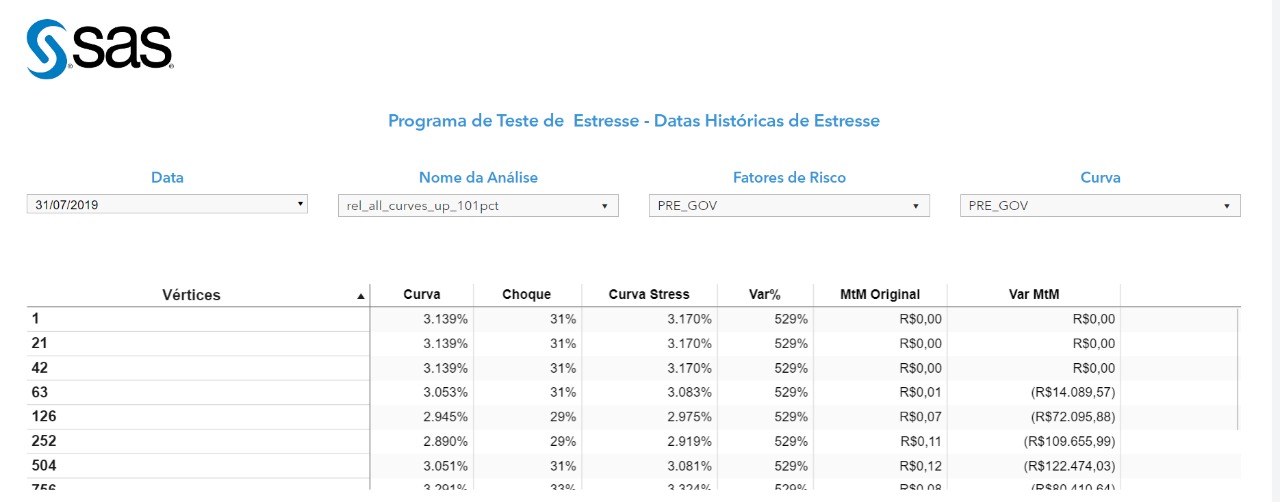 sas
Programa de Teste de Estresse - Datas Históricas de Estresse
Data Nome da Análise Fatores de Risco Curva
31/07/2019 rel_all_curves_up_101pct PRE_GOV PRE_GOV
Vértices Curva Choque Curva Stress Var% MtM Original Var MtM
1 3.139% 31% 3.170% 529% R$0,00 R$0,00
21 3.139% 31% 3.170% 529% R$0,00 R$0,00
42 3.139% 31% 3.170% 529% R$0,00 R$0,00
63 3.053% 31% 3.083% 529% R$0,01 (R$14.089,57)
126 2.945% 29% 2.975% 529% R$0,07 (R$72.095,88)
252 2.890% 29% 2.919% 529% R$0,11 (R$109.655,99)
504 3.051% 31% 3.081% 529% R$0,12 (R$122.474,03)
756 3.291% 33% 3.324% 529% R$0,08 (R$80.410,64)